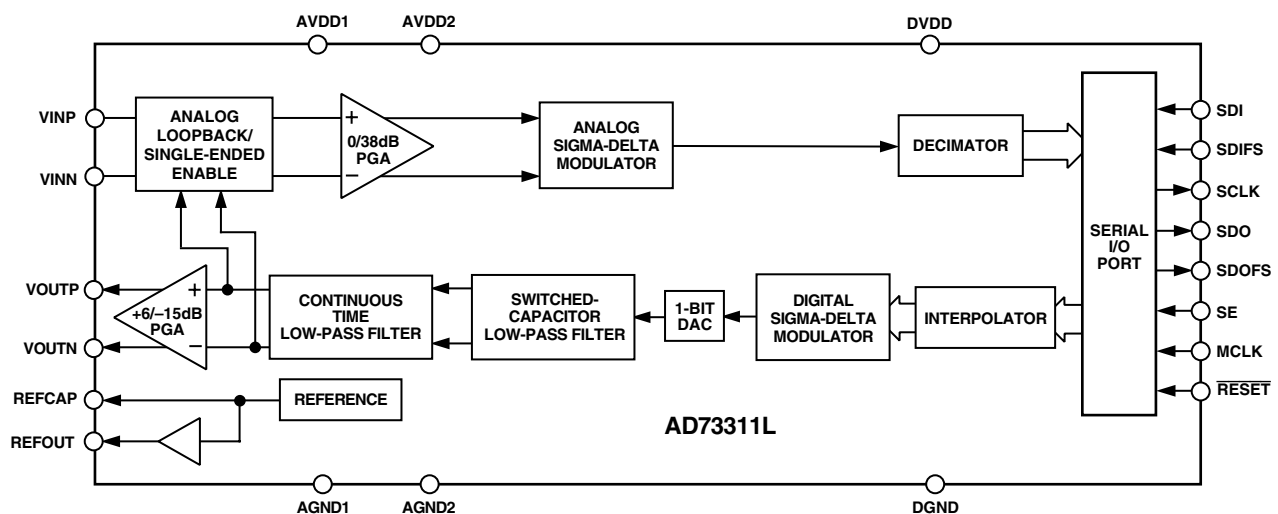 AVDD1
AVDD2
DVDD
VINP
VINN
ANALOG
LOOPBACK/
SINGLE-ENDED
ENABLE
+
0/38dB
PGA
–
ANALOG
SIGMA-DELTA
MODULATOR
DECIMATOR
SERIAL
I/O
PORT
SDI
SDIFS
SCLK
SDO
SDOFS
SE
MCLK
RESET
VOUTP
VOUTN
+
+6/–15dB
PGA
–
CONTINUOUS
TIME
LOW-PASS FILTER
SWITCHED-
CAPACITOR
LOW-PASS FILTER
1-BIT
DAC
DIGITAL
SIGMA-DELTA
MODULATOR
INTERPOLATOR
REFCAP
REFOUT
REFERENCE
AD73311L
AGND1
AGND2
DGND